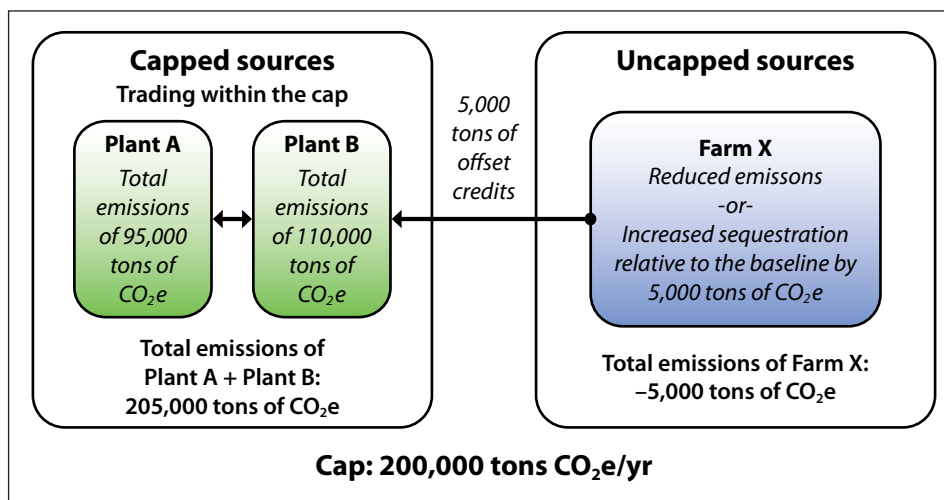 Capped sources
Trading within the cap
Plant A
Total
emissions
of 95,000
tons of
CO₂e
Plant B
Total
emissions
of 110,000
tons of
CO₂e
Total emissions of
Plant A + Plant B:
205,000 tons of CO₂e
5,000
tons of
offset
credits
Uncapped sources
Farm X
Reduced emissons
-or-
Increased sequestration
relative to the baseline by
5,000 tons of CO₂e
Total emissions of Farm X:
–5,000 tons of CO₂e
Cap: 200,000 tons CO₂e/yr